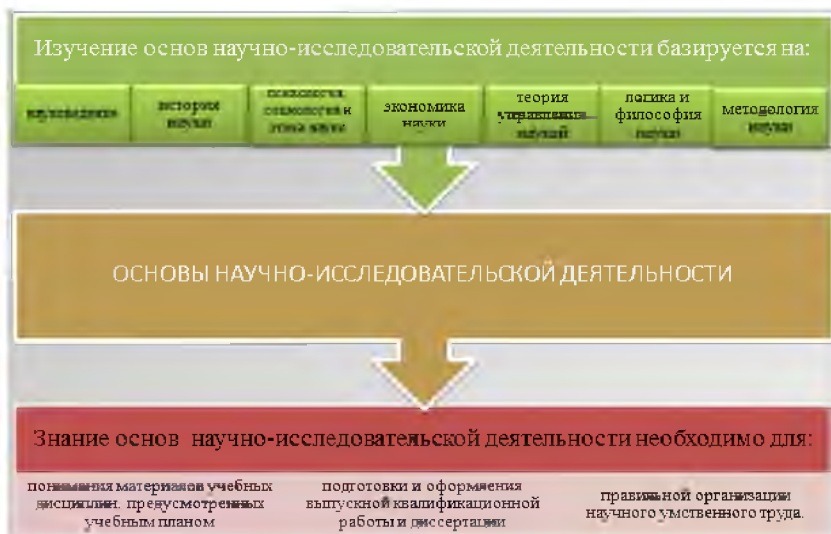 Изучение основ научно-исследовательской деятельности базируется на:
науковедение
история
науки
психология,
социология и
этика науки
экономика
науки
теория
управления
наукой
логика и
философия
науки
методология
науки
ОСНОВЫ НАУЧНО-ИССЛЕДОВАТЕЛЬСКОЙ ДЕЯТЕЛЬНОСТИ
Знание основ научно-исследовательской деятельности необходимо для:
понимания материалов учебных
дисциплин, предусмотренных
учебным планом
подготовки и оформления
выпускной квалификационной
работы и диссертации
правильной организации
научного умственного труда.